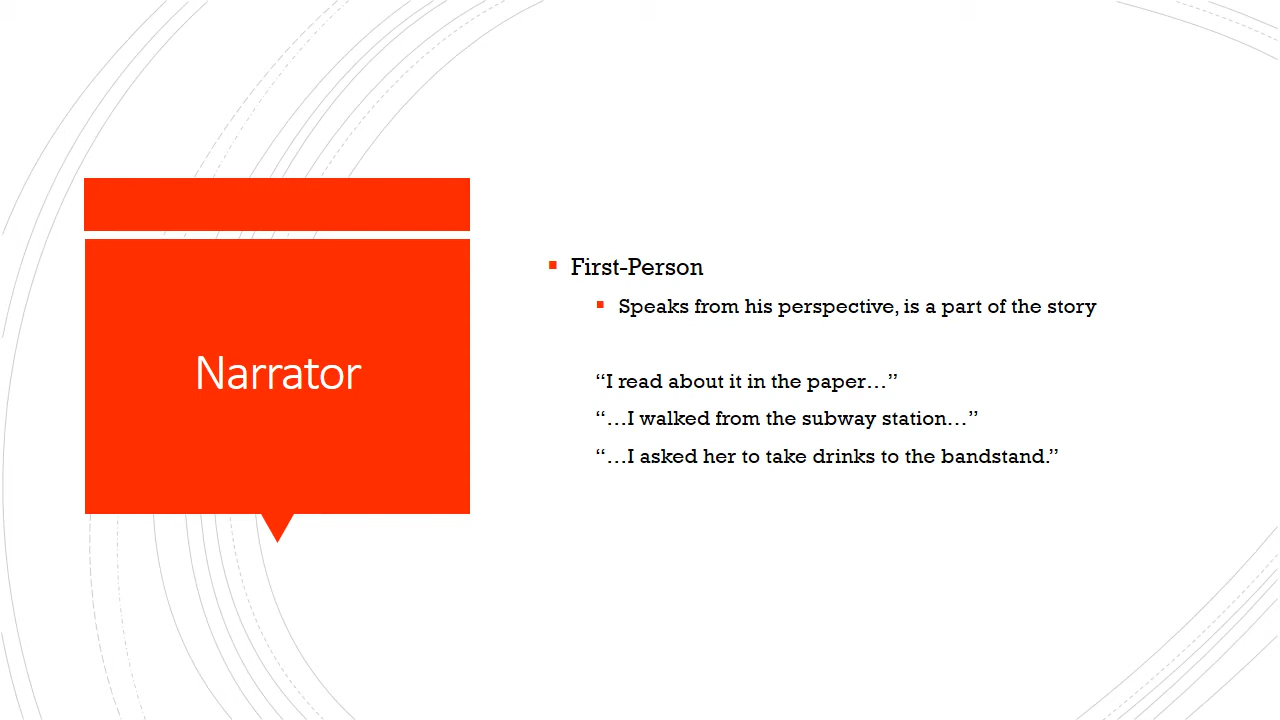 Narrator
First-Person
Speaks from his perspective, is a part of the story
“I read about it in the paper…”
“…I walked from the subway station…”
“…I asked her to take drinks to the bandstand.”